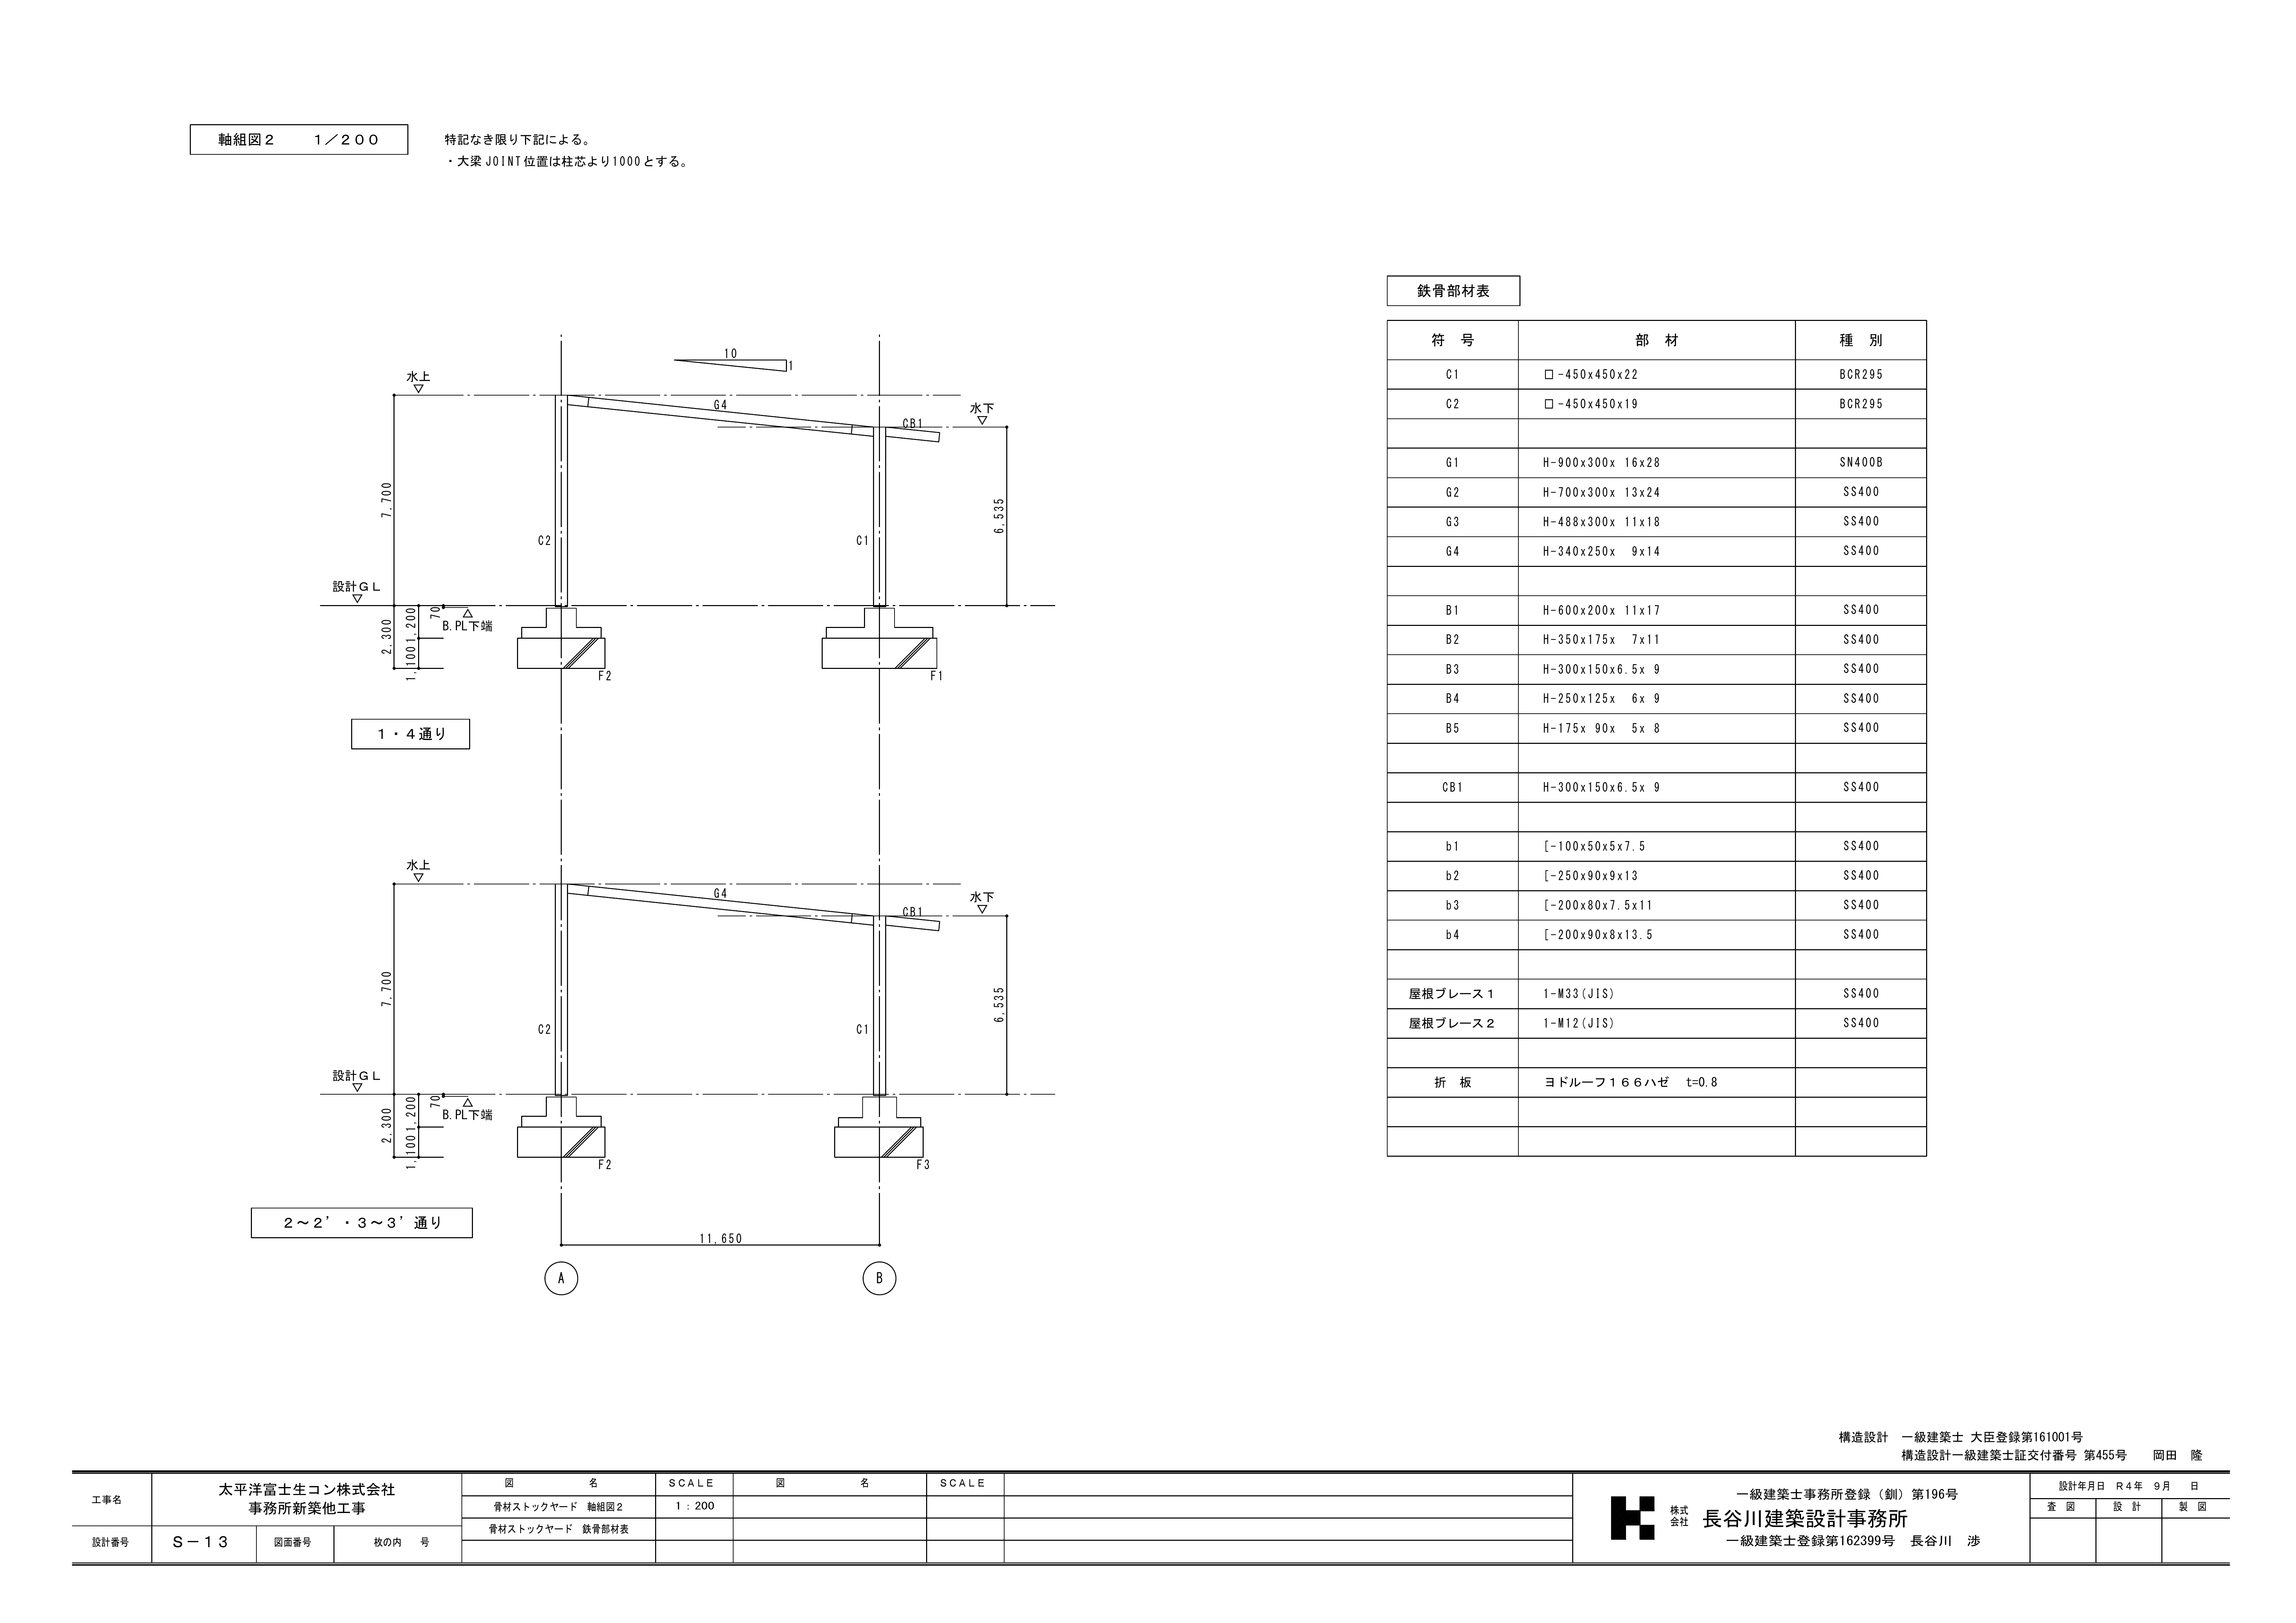 軸組図2 1/200
特記なき限り下記による。
・大梁JOINT位置は柱芯より1000とする。
10
1
水上
G4
水下
CB1
7,700
6,535
C2
C1
設計GL
70
B.PL下端
2,300
1,200
1,100
F2
F1
1・4通り
水上
G4
水下
CB1
7,700
6,535
C2
C1
設計GL
70
B.PL下端
2,300
1,200
1,100
F2
F3
2～2’・3～3’通り
11,650
A
B
鉄骨部材表
符 号 部 材 種 別
C1 □-450x450x22 BCR295
C2 □-450x450x19 BCR295
G1 H-900x300x 16x28 SN400B
G2 H-700x300x 13x24 SS400
G3 H-488x300x 11x18 SS400
G4 H-340x250x 9x14 SS400
B1 H-600x200x 11x17 SS400
B2 H-350x175x 7x11 SS400
B3 H-300x150x6.5x 9 SS400
B4 H-250x125x 6x 9 SS400
B5 H-175x 90x 5x 8 SS400
CB1 H-300x150x6.5x 9 SS400
b1 [-100x50x5x7.5 SS400
b2 [-250x90x9x13 SS400
b3 [-200x80x7.5x11 SS400
b4 [-200x90x8x13.5 SS400
屋根ブレース1 1-M33(JIS) SS400
屋根ブレース2 1-M12(JIS) SS400
折 板 ヨドルーフ166ハゼ t=0.8
構造設計 一級建築士 大臣登録第161001号
構造設計一級建築士証交付番号 第455号 岡田 隆
工事名 太平洋富士生コン株式会社
事務所新築他工事
設計番号 S-13 図面番号 枚の内 号
図 名 SCALE 図 名 SCALE
骨材ストックヤード 軸組図2 1:200
骨材ストックヤード 鉄骨部材表
一級建築士事務所登録（釧）第196号
株式会社 長谷川建築設計事務所
一級建築士登録第162399号 長谷川 渉
設計年月日 R4年 9月 日
査 図 設 計 製 図